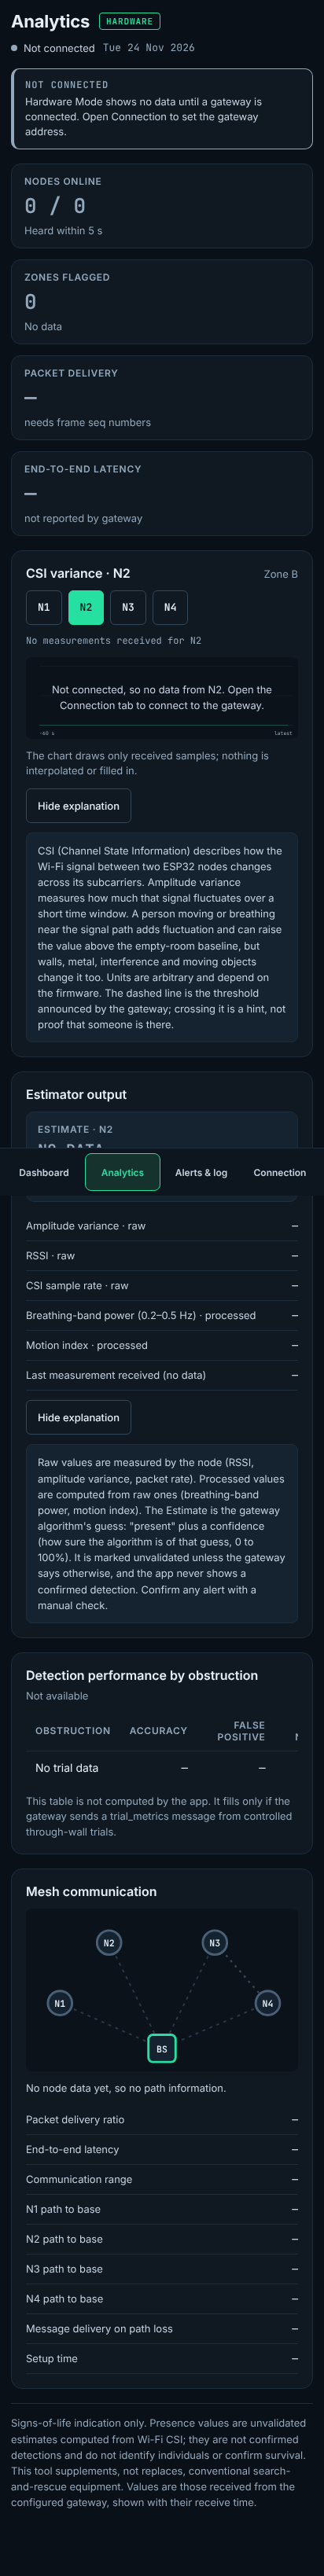 Analytics HARDWARE
Not connected Tue 24 Nov 2026
NOT CONNECTED
Hardware Mode shows no data until a gateway is
connected. Open Connection to set the gateway
address.
NODES ONLINE
0 / 0
Heard within 5 s
ZONES FLAGGED
0
No data
PACKET DELIVERY
—
needs frame seq numbers
END-TO-END LATENCY
—
not reported by gateway
CSI variance · N2 Zone B
N1 N2 N3 N4
No measurements received for N2
Not connected, so no data from N2. Open the
Connection tab to connect to the gateway.
-60 s latest
The chart draws only received samples; nothing is
interpolated or filled in.
Hide explanation
CSI (Channel State Information) describes how the
Wi-Fi signal between two ESP32 nodes changes
across its subcarriers. Amplitude variance
measures how much that signal fluctuates over a
short time window. A person moving or breathing
near the signal path adds fluctuation and can raise
the value above the empty-room baseline, but
walls, metal, interference and moving objects
change it too. Units are arbitrary and depend on
the firmware. The dashed line is the threshold
announced by the gateway; crossing it is a hint, not
proof that someone is there.
Estimator output
ESTIMATE · N2
NO DATA
Dashboard Analytics Alerts & log Connection
Amplitude variance · raw –
RSSI · raw –
CSI sample rate · raw –
Breathing-band power (0.2–0.5 Hz) · processed –
Motion index · processed –
Last measurement received (no data) –
Hide explanation
Raw values are measured by the node (RSSI,
amplitude variance, packet rate). Processed values
are computed from raw ones (breathing-band
power, motion index). The Estimate is the gateway
algorithm's guess: "present" plus a confidence
(how sure the algorithm is of that guess, 0 to
100%). It is marked unvalidated unless the gateway
says otherwise, and the app never shows a
confirmed detection. Confirm any alert with a
manual check.
Detection performance by obstruction
Not available
OBSTRUCTION ACCURACY FALSE
POSITIVE
No trial data – –
This table is not computed by the app. It fills only if the
gateway sends a trial_metrics message from controlled
through-wall trials.
Mesh communication
N2 N3
N1 N4
BS
No node data yet, so no path information.
Packet delivery ratio –
End-to-end latency –
Communication range –
N1 path to base –
N2 path to base –
N3 path to base –
N4 path to base –
Message delivery on path loss –
Setup time –
Signs-of-life indication only. Presence values are unvalidated
estimates computed from Wi-Fi CSI; they are not confirmed
detections and do not identify individuals or confirm survival.
This tool supplements, not replaces, conventional search-
and-rescue equipment. Values are those received from the
configured gateway, shown with their receive time.